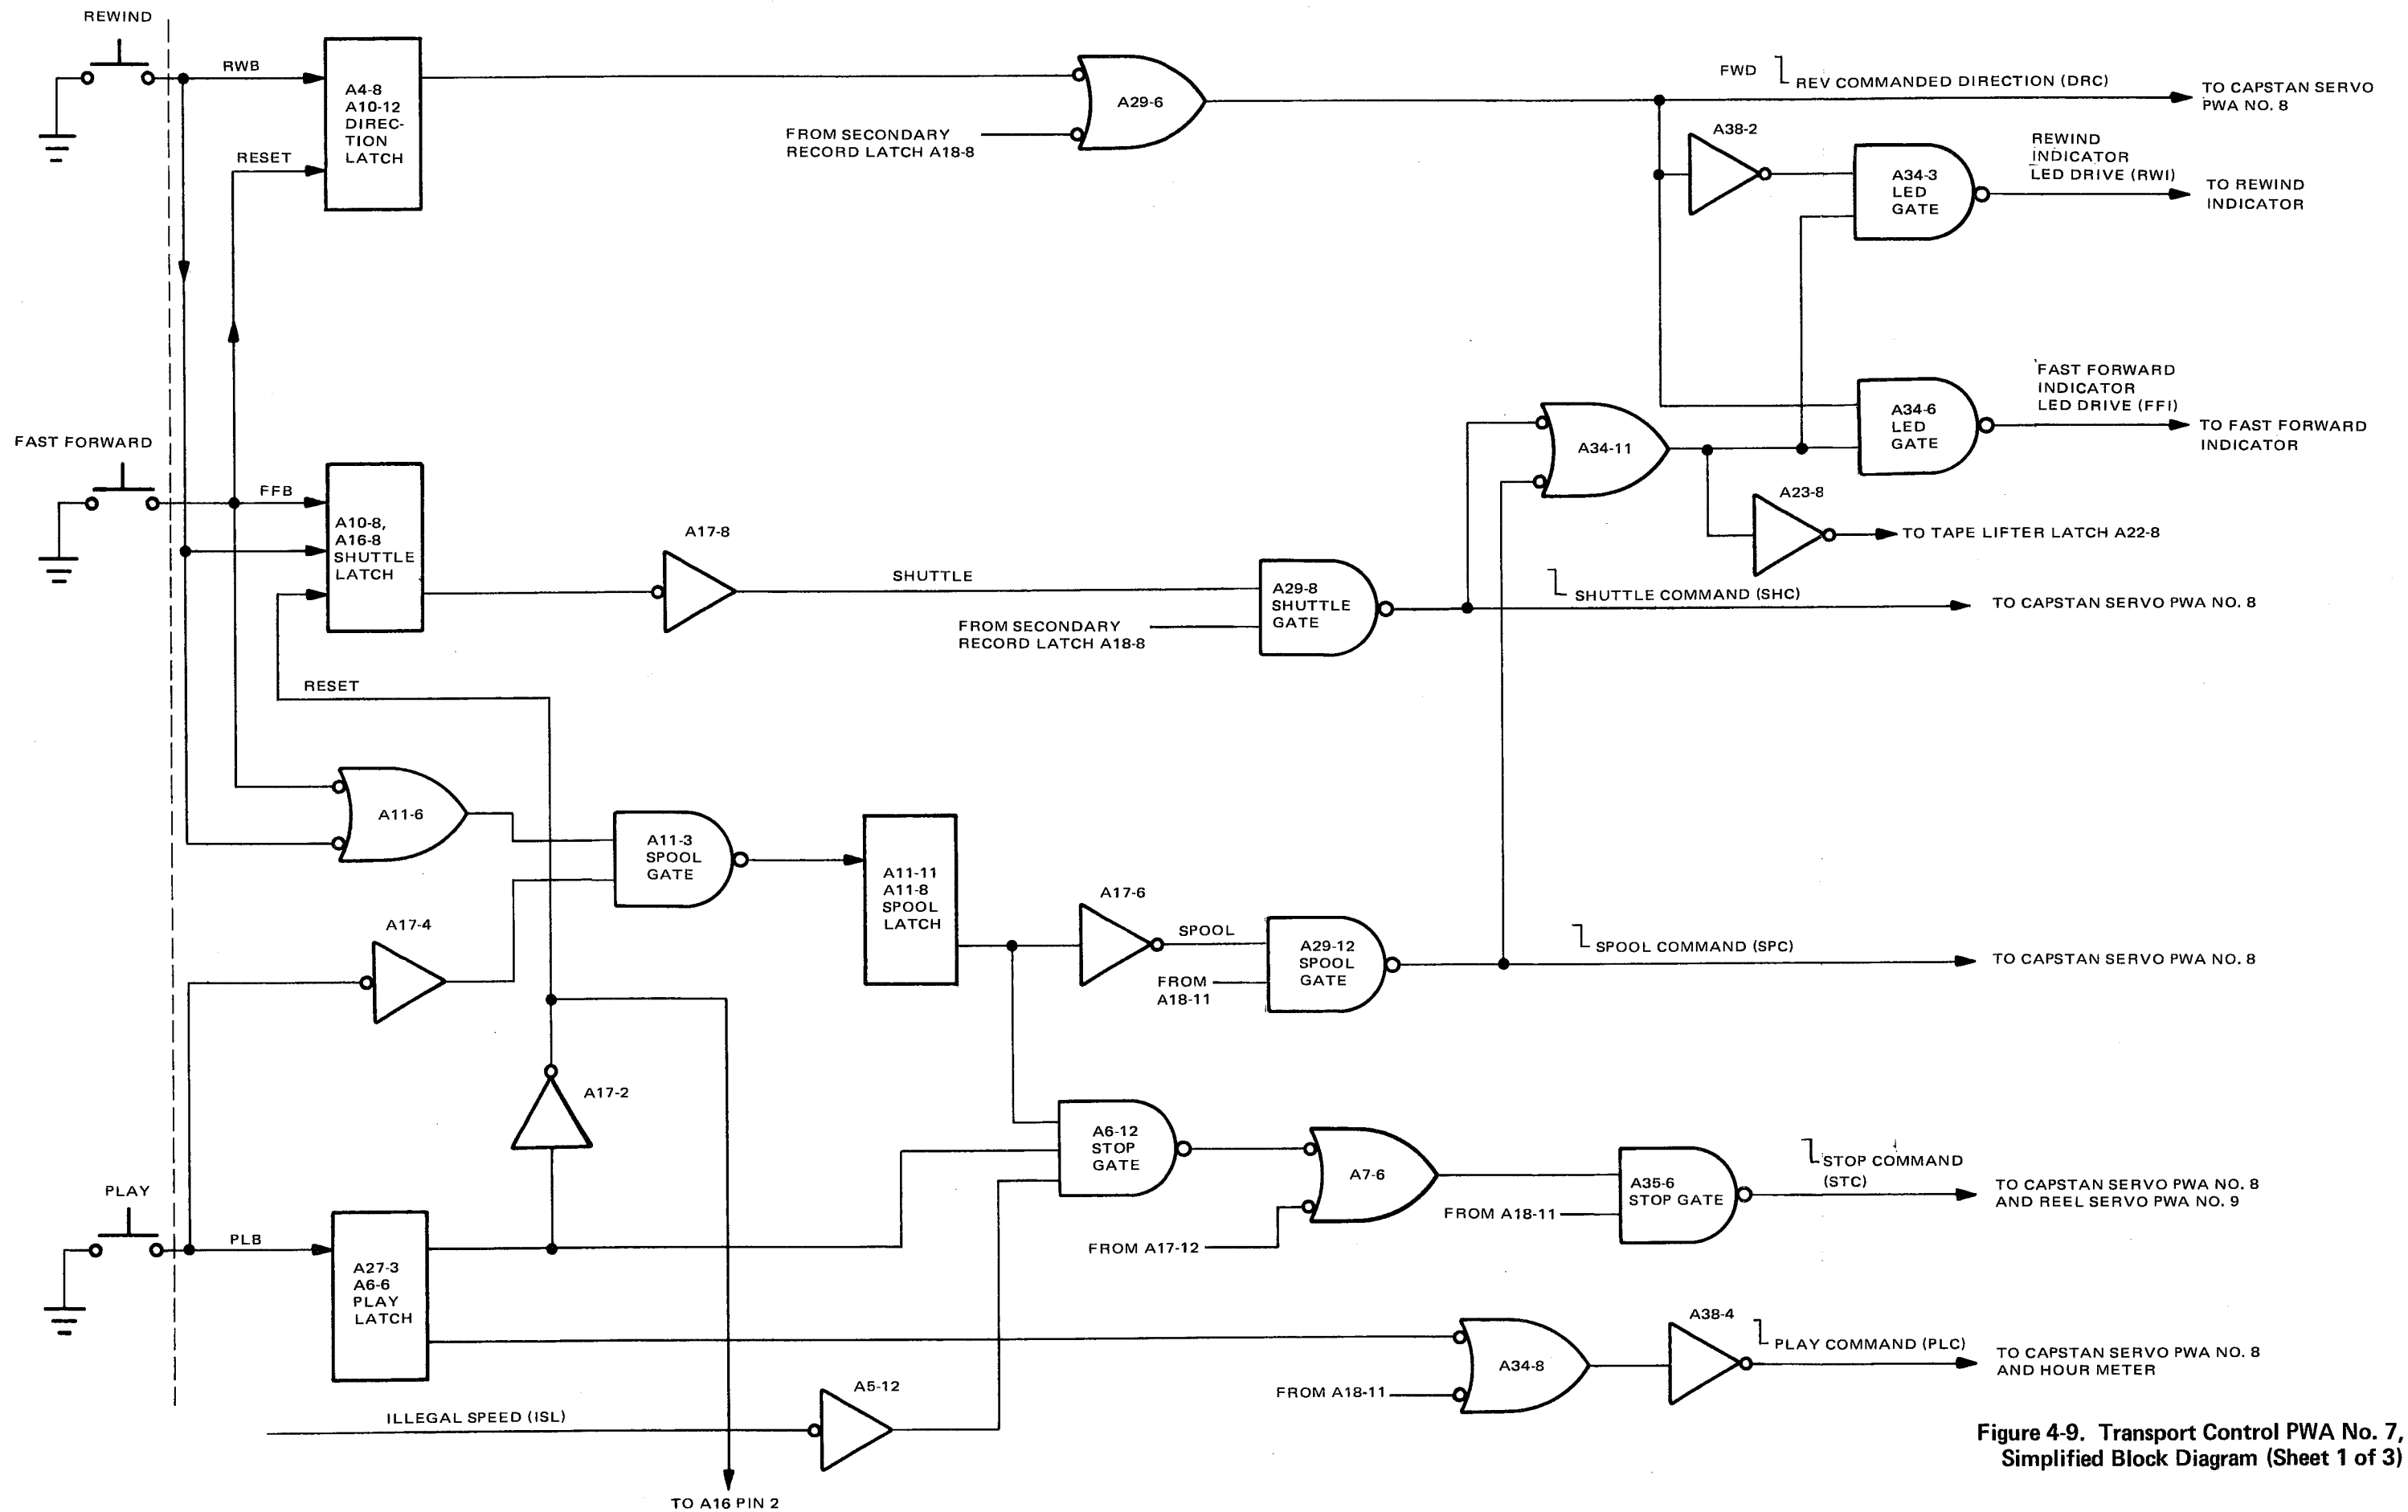 REWIND
RWB
A4-8
A10-12
DIREC-
TION
LATCH
RESET
FROM SECONDARY
RECORD LATCH A18-8
A29-6
FWD
REV COMMANDED DIRECTION (DRC)
TO CAPSTAN SERVO
PWA NO. 8
A38-2
A34-3
LED
GATE
REWIND
INDICATOR
LED DRIVE (RWI)
TO REWIND
INDICATOR
FAST FORWARD
FFB
A10-8,
A16-8
SHUTTLE
LATCH
RESET
A17-8
SHUTTLE
FROM SECONDARY
RECORD LATCH A18-8
A29-8
SHUTTLE
GATE
A34-11
A34-6
LED
GATE
FAST FORWARD
INDICATOR
LED DRIVE (FFI)
TO FAST FORWARD
INDICATOR
A23-8
TO TAPE LIFTER LATCH A22-8
SHUTTLE COMMAND (SHC)
TO CAPSTAN SERVO PWA NO. 8
A11-6
A11-3
SPOOL
GATE
A17-4
A11-11
A11-8
SPOOL
LATCH
A17-6
SPOOL
FROM
A18-11
A29-12
SPOOL
GATE
SPOOL COMMAND (SPC)
TO CAPSTAN SERVO PWA NO. 8
A17-2
PLAY
PLB
A27-3
A6-6
PLAY
LATCH
A6-12
STOP
GATE
FROM A17-12
A7-6
FROM A18-11
A35-6
STOP GATE
STOP COMMAND
(STC)
TO CAPSTAN SERVO PWA NO. 8
AND REEL SERVO PWA NO. 9
ILLEGAL SPEED (ISL)
A5-12
FROM A18-11
A34-8
A38-4
PLAY COMMAND (PLC)
TO CAPSTAN SERVO PWA NO. 8
AND HOUR METER
TO A16 PIN 2
Figure 4-9. Transport Control PWA No. 7,
Simplified Block Diagram (Sheet 1 of 3)